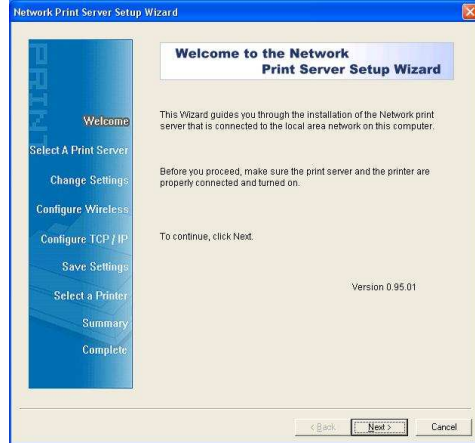 Network Print Server Setup Wizard
PRINT
Welcome
Select A Print Server
Change Settings
Configure Wireless
Configure TCP / IP
Save Settings
Select a Printer
Summary
Complete
Welcome to the Network
Print Server Setup Wizard
This Wizard guides you through the installation of the Network print
server that is connected to the local area network on this computer.
Before you proceed, make sure the print server and the printer are
properly connected and turned on.
To continue, click Next.
Version 0.95.01
< Back
Next >
Cancel